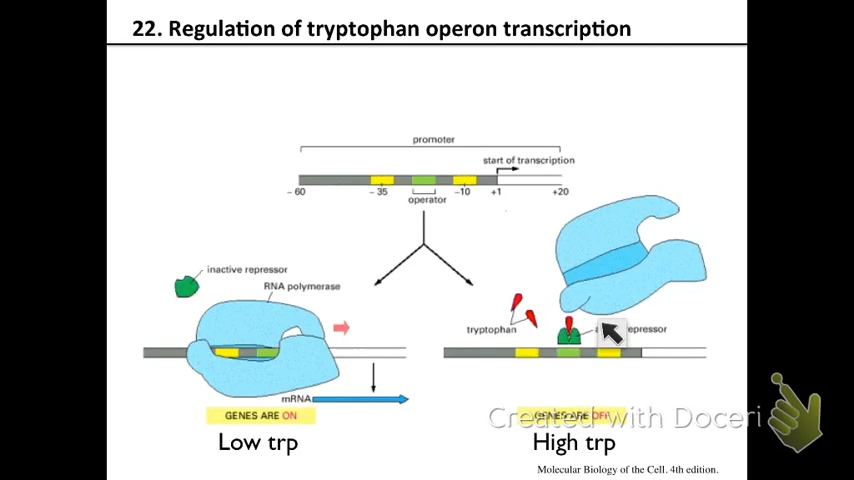 22. Regulation of tryptophan operon transcription
promoter
start of transcription
- 60
- 35
-10
+1
+20
operator
inactive repressor
RNA polymerase
tryptophan
repressor
mRNA
GENES ARE ON
GENES ARE OFF
Created with Doceri
Low trp
High trp
Molecular Biology of the Cell. 4th edition.